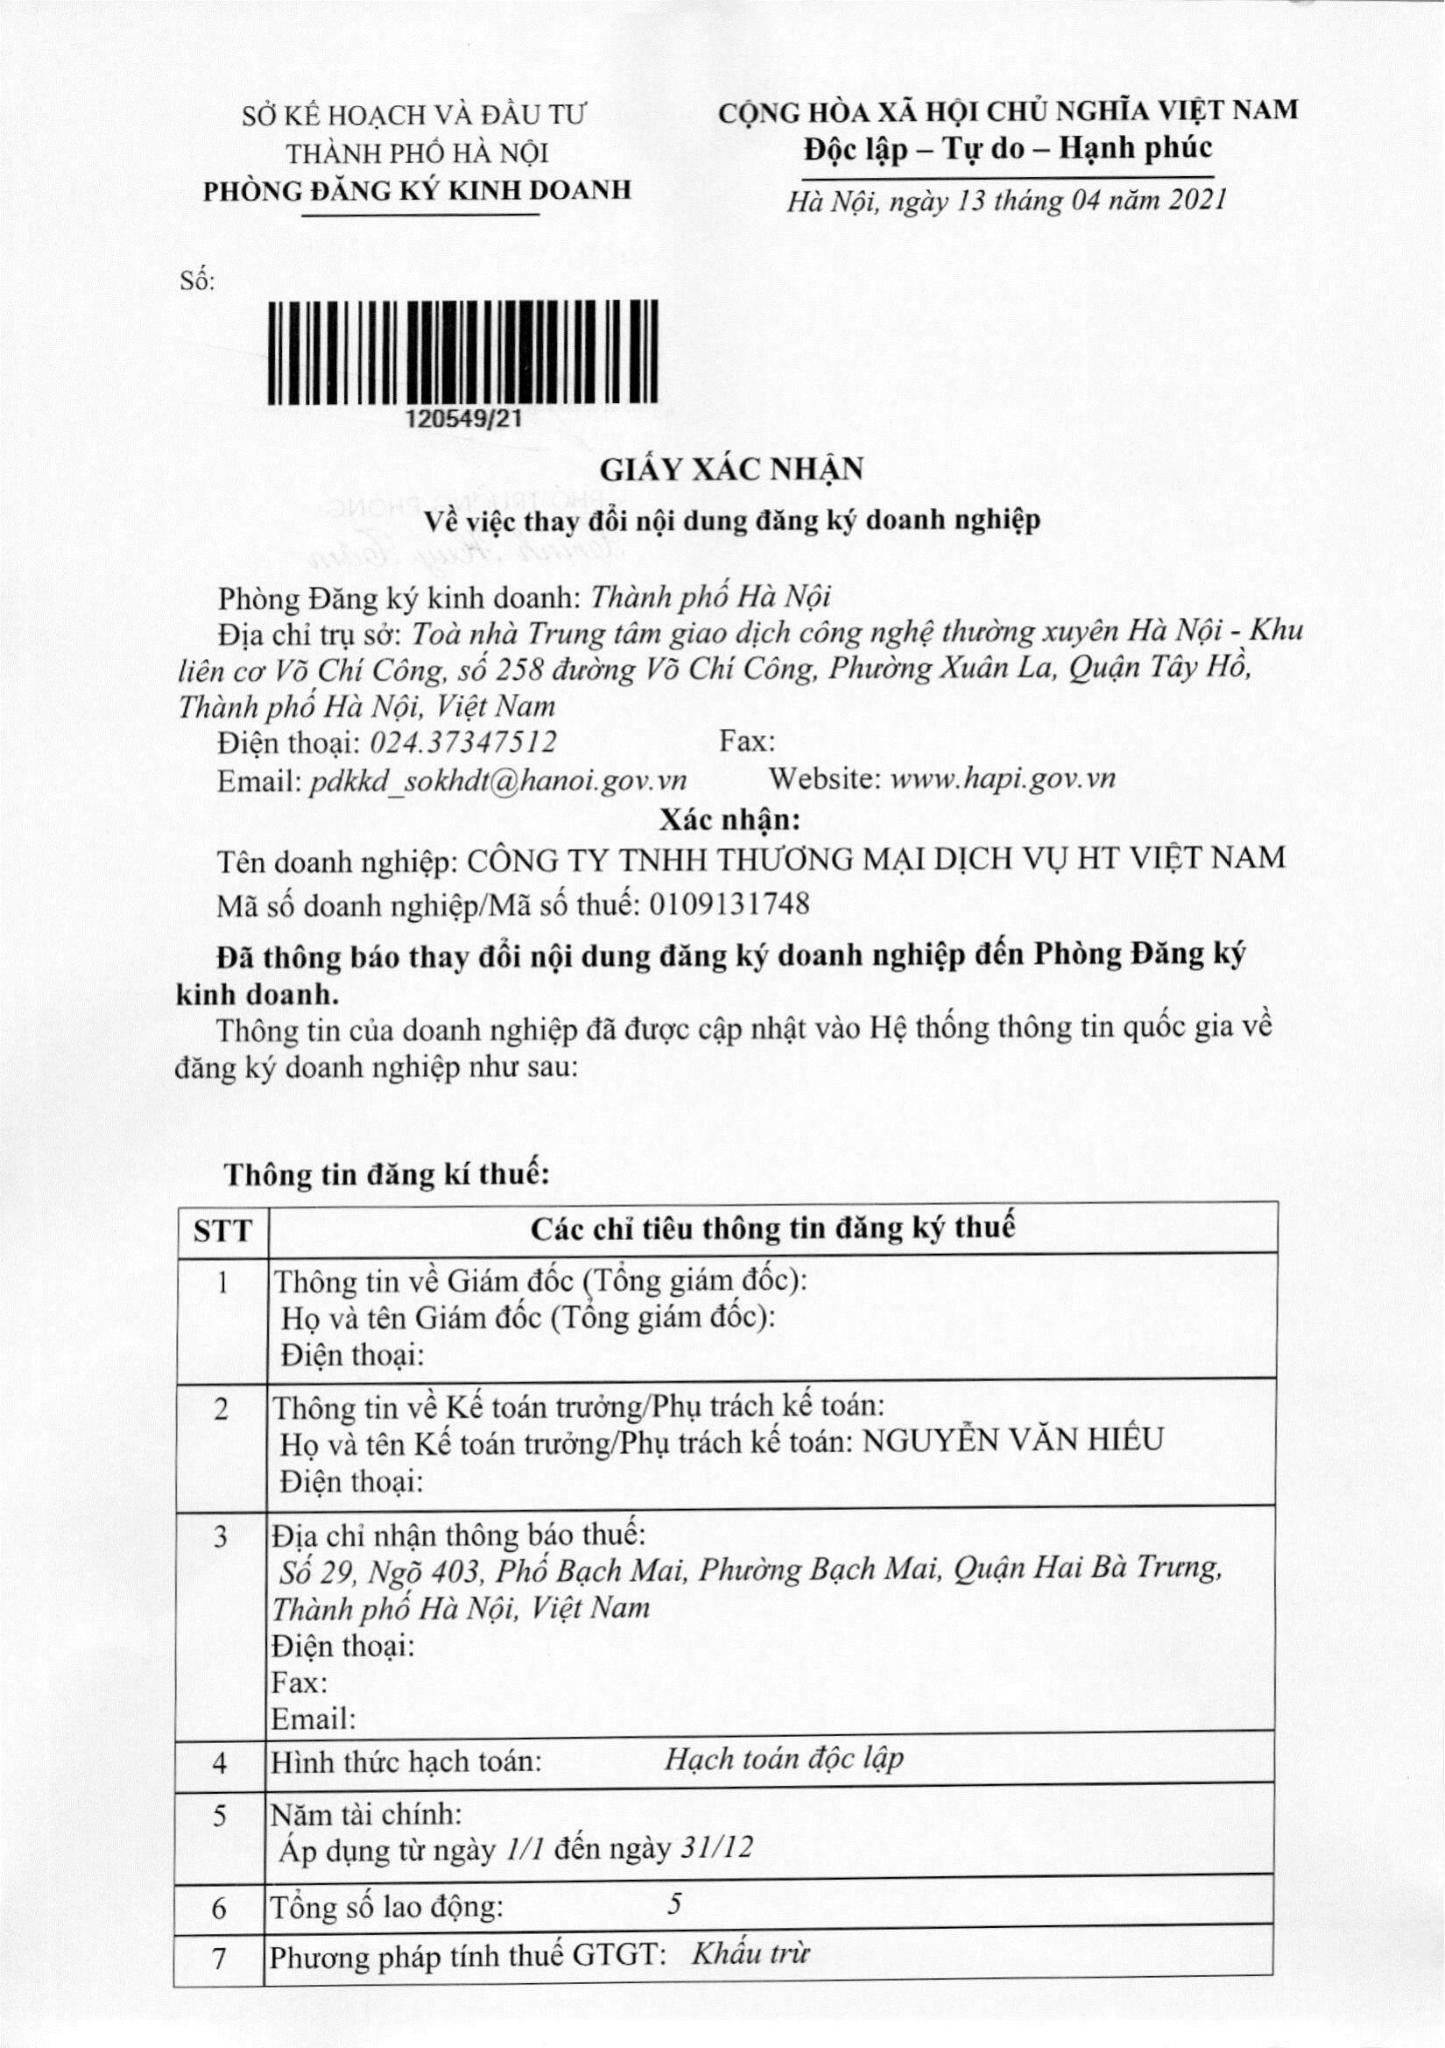 SỞ KẾ HOẠCH VÀ ĐẦU TƯ
THÀNH PHỐ HÀ NỘI
PHÒNG ĐĂNG KÝ KINH DOANH
CỘNG HÒA XÃ HỘI CHỦ NGHĨA VIỆT NAM
Độc lập – Tự do – Hạnh phúc
Hà Nội, ngày 13 tháng 04 năm 2021
Số:
120549/21
GIẤY XÁC NHẬN
Về việc thay đổi nội dung đăng ký doanh nghiệp
Phòng Đăng ký kinh doanh: Thành phố Hà Nội
Địa chỉ trụ sở: Toà nhà Trung tâm giao dịch công nghệ thường xuyên Hà Nội - Khu
liên cơ Võ Chí Công, số 258 đường Võ Chí Công, Phường Xuân La, Quận Tây Hồ,
Thành phố Hà Nội, Việt Nam
Điện thoại: 024.37347512 Fax:
Email: pdkkd_sokhdt@hanoi.gov.vn Website: www.hapi.gov.vn
Xác nhận:
Tên doanh nghiệp: CÔNG TY TNHH THƯƠNG MẠI DỊCH VỤ HT VIỆT NAM
Mã số doanh nghiệp/Mã số thuế: 0109131748
Đã thông báo thay đổi nội dung đăng ký doanh nghiệp đến Phòng Đăng ký
kinh doanh.
Thông tin của doanh nghiệp đã được cập nhật vào Hệ thống thông tin quốc gia về
đăng ký doanh nghiệp như sau:
Thông tin đăng kí thuế:
STT Các chỉ tiêu thông tin đăng ký thuế
1 Thông tin về Giám đốc (Tổng giám đốc):
Họ và tên Giám đốc (Tổng giám đốc):
Điện thoại:
2 Thông tin về Kế toán trưởng/Phụ trách kế toán:
Họ và tên Kế toán trưởng/Phụ trách kế toán: NGUYỄN VĂN HIẾU
Điện thoại:
3 Địa chỉ nhận thông báo thuế:
Số 29, Ngõ 403, Phố Bạch Mai, Phường Bạch Mai, Quận Hai Bà Trưng,
Thành phố Hà Nội, Việt Nam
Điện thoại:
Fax:
Email:
4 Hình thức hạch toán: Hạch toán độc lập
5 Năm tài chính:
Áp dụng từ ngày 1/1 đến ngày 31/12
6 Tổng số lao động: 5
7 Phương pháp tính thuế GTGT: Khấu trừ